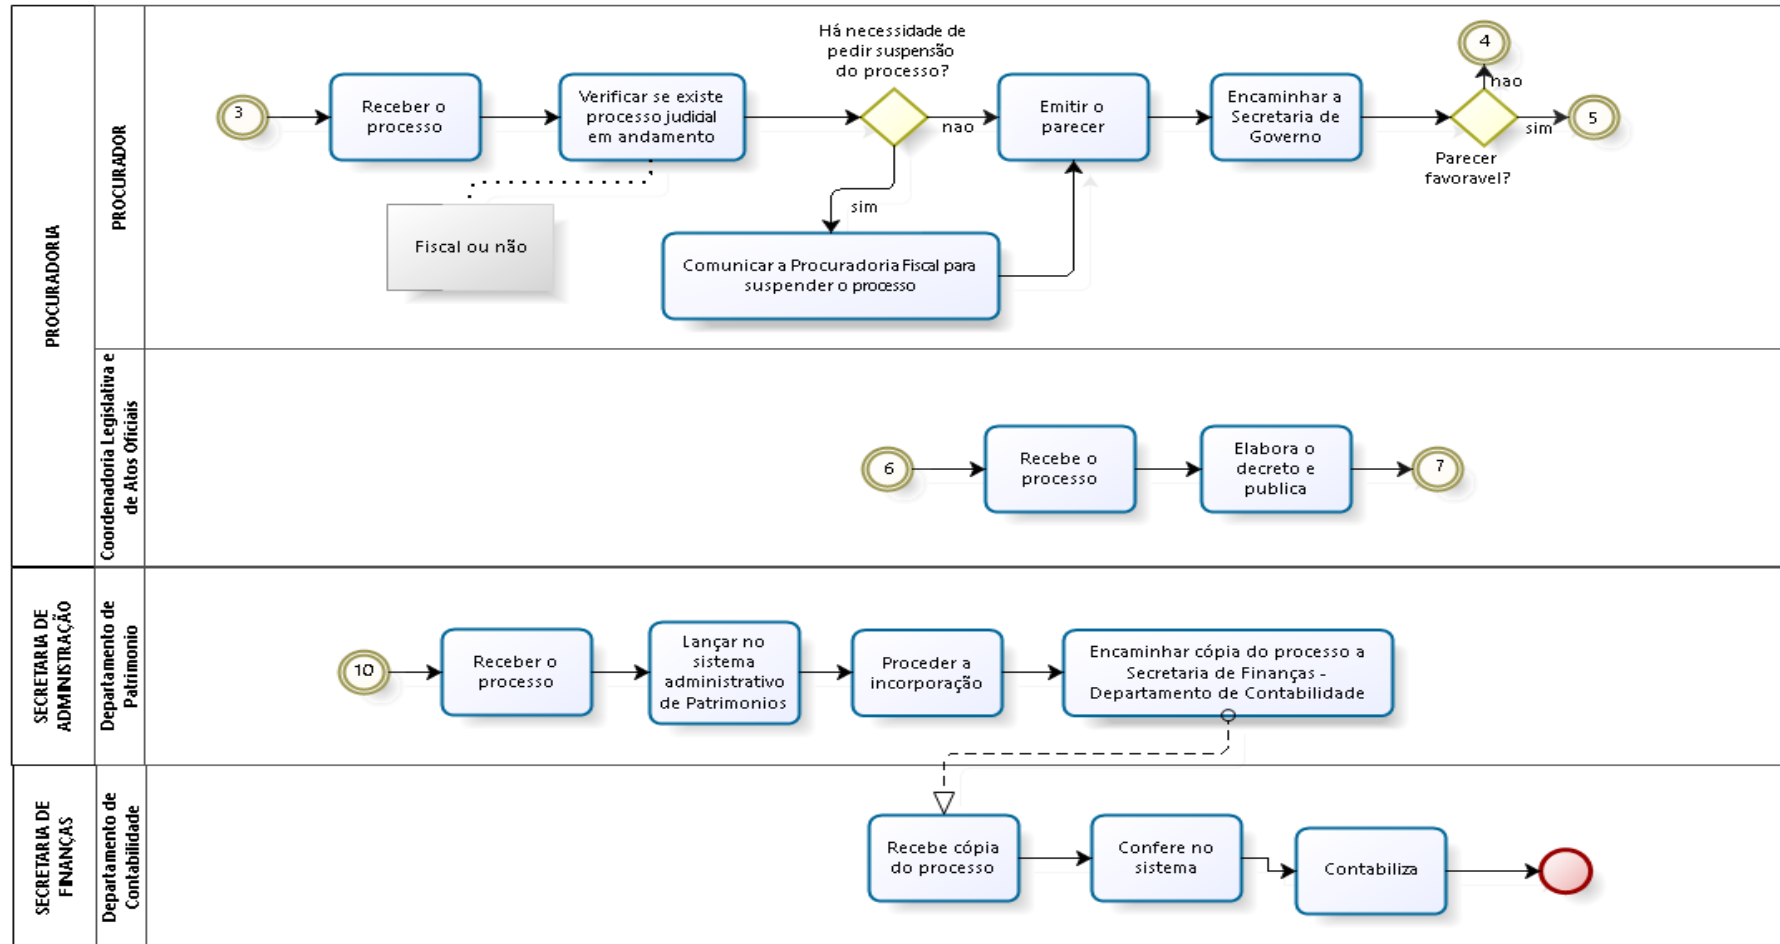 PROCURADORIA
PROCURADOR
3
Receber o
processo
Verificar se existe
processo judicial
em andamento
Fiscal ou não
Há necessidade de
pedir suspensão
do processo?
nao
sim
Comunicar a Procuradoria Fiscal para
suspender o processo
Emitir o
parecer
Encaminhar a
Secretaria de
Governo
Parecer
favoravel?
nao
4
sim
5
Coordenadoria Legislativa e
de Atos Oficiais
6
Recebe o
processo
Elabora o
decreto e
publica
7
SECRETARIA DE
ADMINISTRAÇÃO
Departamento de
Patrimonio
10
Receber o
processo
Lançar no
sistema
administrativo
de Patrimonios
Proceder a
incorporação
Encaminhar cópia do processo a
Secretaria de Finanças -
Departamento de Contabilidade
SECRETARIA DE
FINANÇAS
Departamento de
Contabilidade
Recebe cópia
do processo
Confere no
sistema
Contabiliza